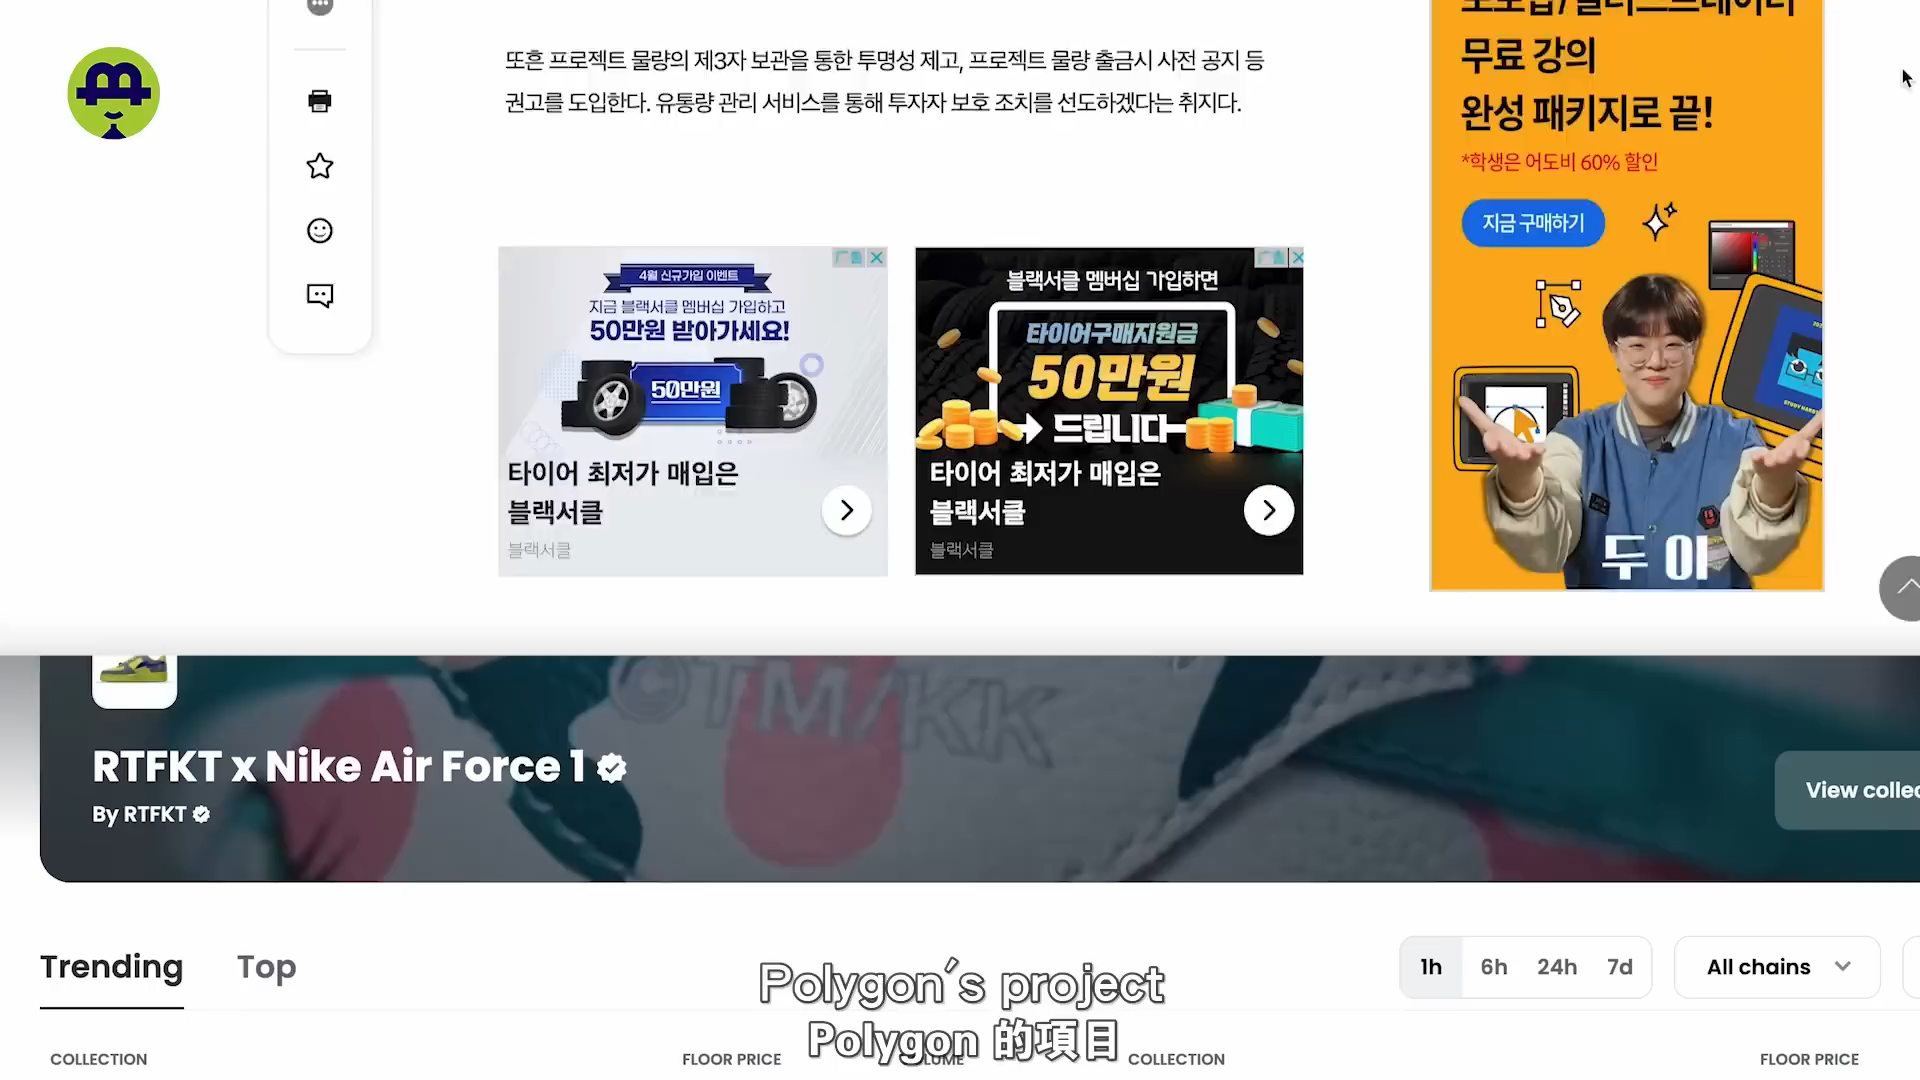 또흔 프로젝트 물량의 제3자 보관을 통한 투명성 제고, 프로젝트 물량 출금시 사전 공지 등
권고를 도입한다. 유통량 관리 서비스를 통해 투자자 보호 조치를 선도하겠다는 취지다.
무료 강의
완성 패키지로 끝!
*학생은 어도비 60% 할인
지금 구매하기
두 이
4월 신규가입 이벤트
지금 블랙서클 멤버십 가입하고
50만원 받아가세요!
50만원
타이어 최저가 매입은
블랙서클
블랙서클
블랙서클 멤버십 가입하면
타이어구매지원금
50만원
드립니다
타이어 최저가 매입은
블랙서클
블랙서클
©TM/KK
RTFKT x Nike Air Force 1
By RTFKT
View collec
Trending
Top
1h
6h
24h
7d
All chains
Polygon's project
Polygon 的項目
COLLECTION
FLOOR PRICE
COLLECTION
FLOOR PRICE